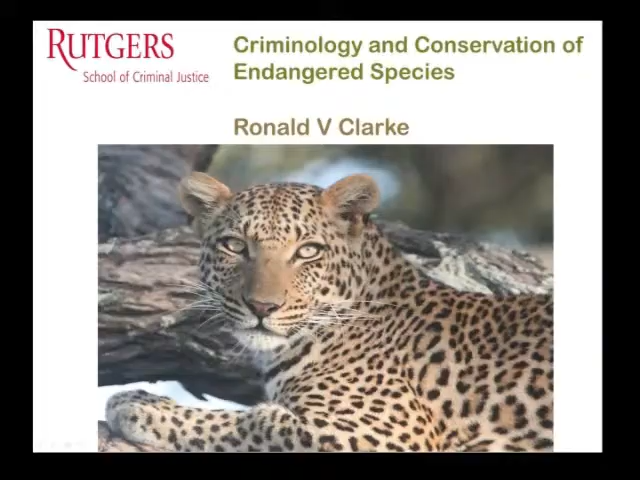 RUTGERS
School of Criminal Justice
Criminology and Conservation of
Endangered Species
Ronald V Clarke